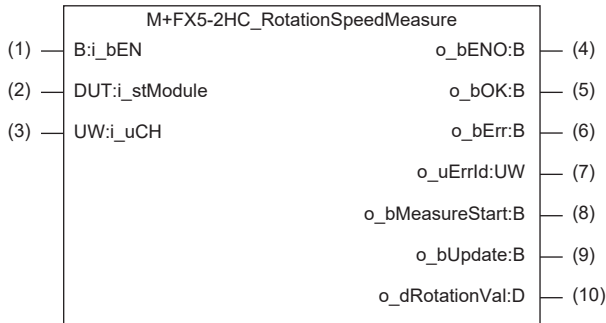 M+FX5-2HC_RotationSpeedMeasure
(1) B:i_bEN o_bENO:B (4)
(2) DUT:i_stModule o_bOK:B (5)
(3) UW:i_uCH o_bErr:B (6)
o_uErrId:UW (7)
o_bMeasureStart:B (8)
o_bUpdate:B (9)
o_dRotationVal:D (10)